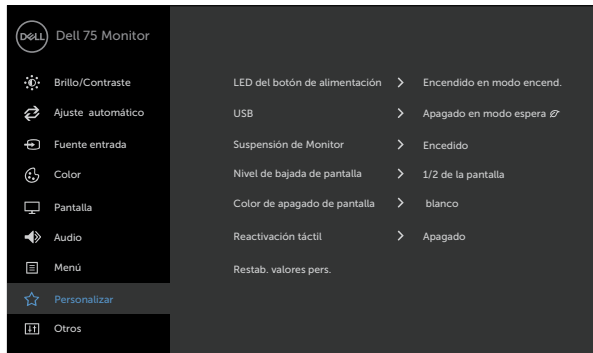 DELL Dell 75 Monitor
Brillo/Contraste
Ajuste automático
Fuente entrada
Color
Pantalla
Audio
Menú
Personalizar
Otros
LED del botón de alimentación > Encendido en modo encend.
USB > Apagado en modo espera
Suspensión de Monitor > Encedido
Nivel de bajada de pantalla > 1/2 de la pantalla
Color de apagado de pantalla > blanco
Reactivación táctil > Apagado
Restab. valores pers.